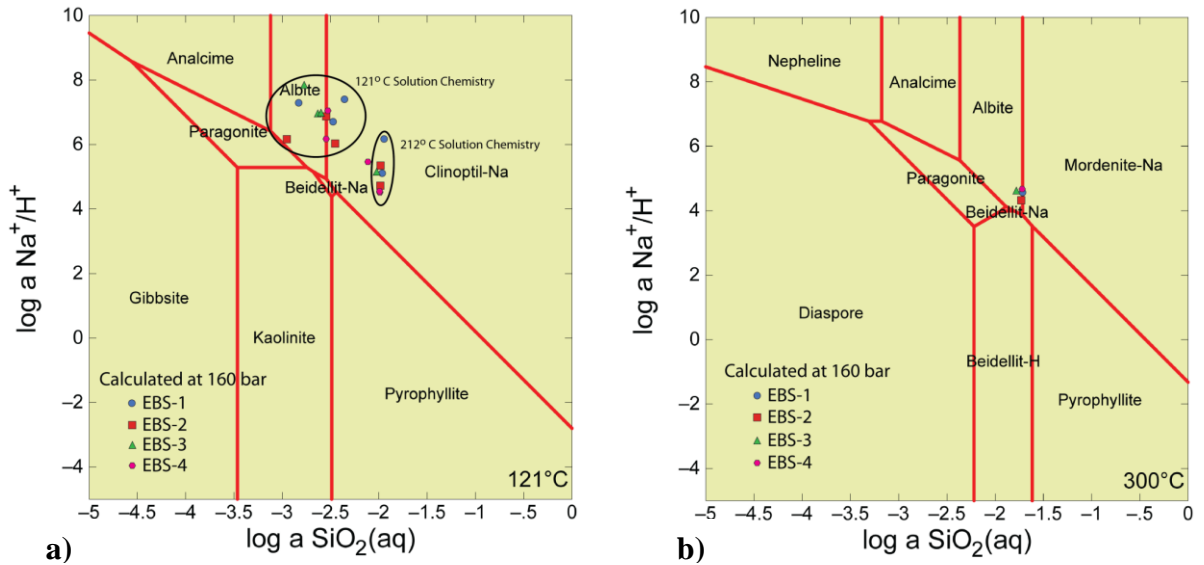 10
8
6
4
2
0
–2
–4
log a Na⁺/H⁺
Analcime
Albite
121° C Solution Chemistry
Paragonite
212° C Solution Chemistry
Beidellit-Na
Clinoptil-Na
Gibbsite
Kaolinite
Pyrophyllite
Calculated at 160 bar
EBS-1
EBS-2
EBS-3
EBS-4
121°C
–5 –4.5 –4 –3.5 –3 –2.5 –2 –1.5 –1 –.5 0
log a SiO₂(aq)
a)
10
8
6
4
2
0
–2
–4
log a Na⁺/H⁺
Nepheline
Analcime
Albite
Mordenite-Na
Paragonite
Beidellit-Na
Diaspore
Beidellit-H
Pyrophyllite
Calculated at 160 bar
EBS-1
EBS-2
EBS-3
EBS-4
300°C
–5 –4.5 –4 –3.5 –3 –2.5 –2 –1.5 –1 –.5 0
log a SiO₂(aq)
b)